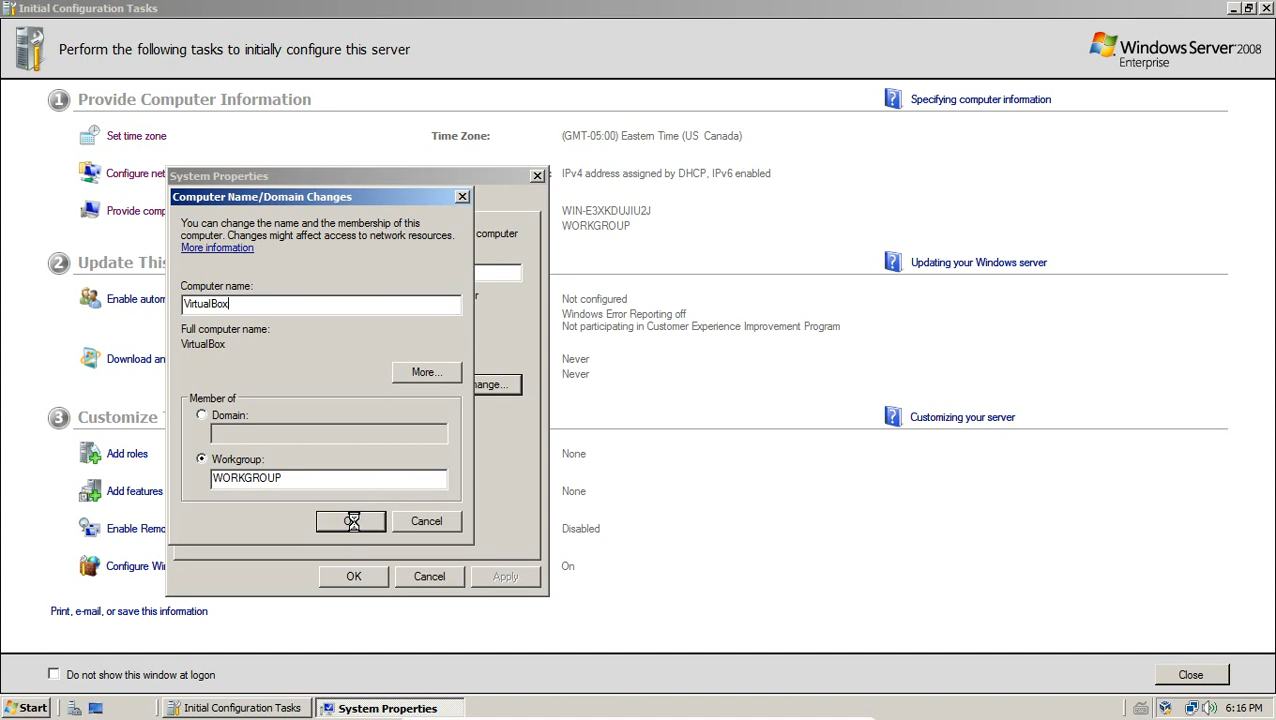 Initial Configuration Tasks
Perform the following tasks to initially configure this server
Windows Server 2008
Enterprise
1 Provide Computer Information
Specifying computer information
Set time zone
Time Zone:
(GMT-05:00) Eastern Time (US Canada)
Configure net
IPv4 address assigned by DHCP, IPv6 enabled
Provide comp
WIN-E3XKDUJIU2J
WORKGROUP
2 Update This
Updating your Windows server
Enable autom
Not configured
Windows Error Reporting off
Not participating in Customer Experience Improvement Program
Download an
Never
Never
3 Customize T
Customizing your server
Add roles
None
Add features
None
Enable Remo
Disabled
Configure Wi
On
Print, e-mail, or save this information
System Properties
computer
hange...
OK
Cancel
Apply
Computer Name/Domain Changes
You can change the name and the membership of this
computer. Changes might affect access to network resources.
More information
Computer name:
VirtualBox
Full computer name:
VirtualBox
More...
Member of
Domain:
Workgroup:
WORKGROUP
Cancel
Do not show this window at logon
Close
Start
Initial Configuration Tasks
System Properties
6:16 PM